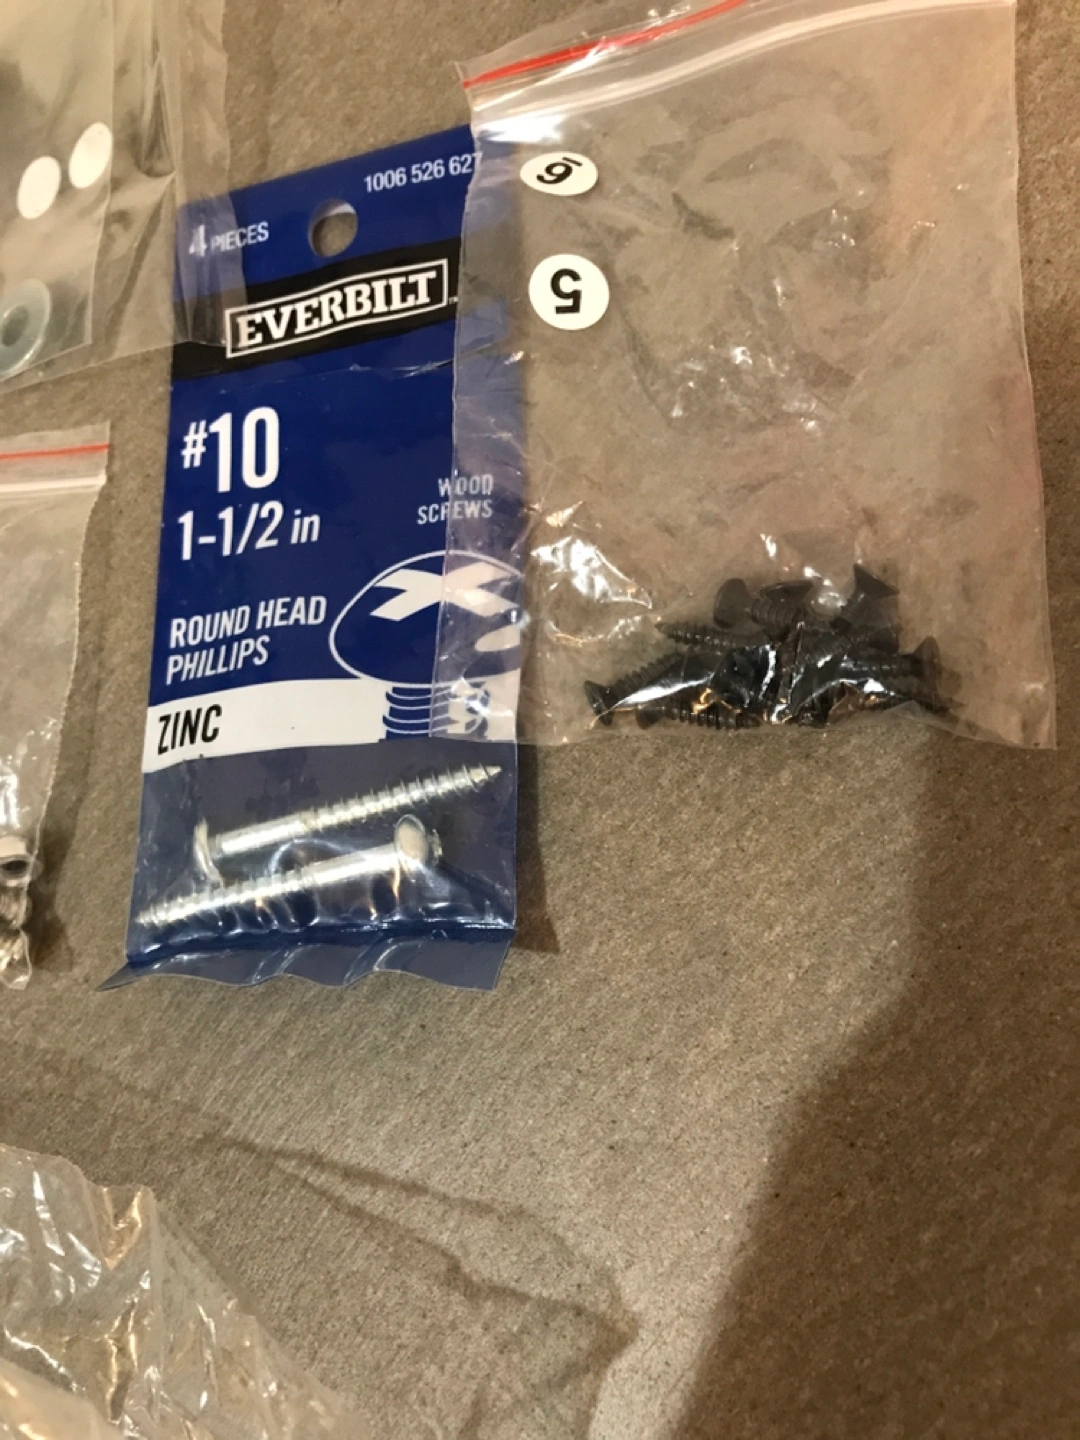 1006 526 627
4 PIECES
EVERBILT
#10
1-1/2 in
WOOD
SCREWS
ROUND HEAD
PHILLIPS
ZINC
6
5